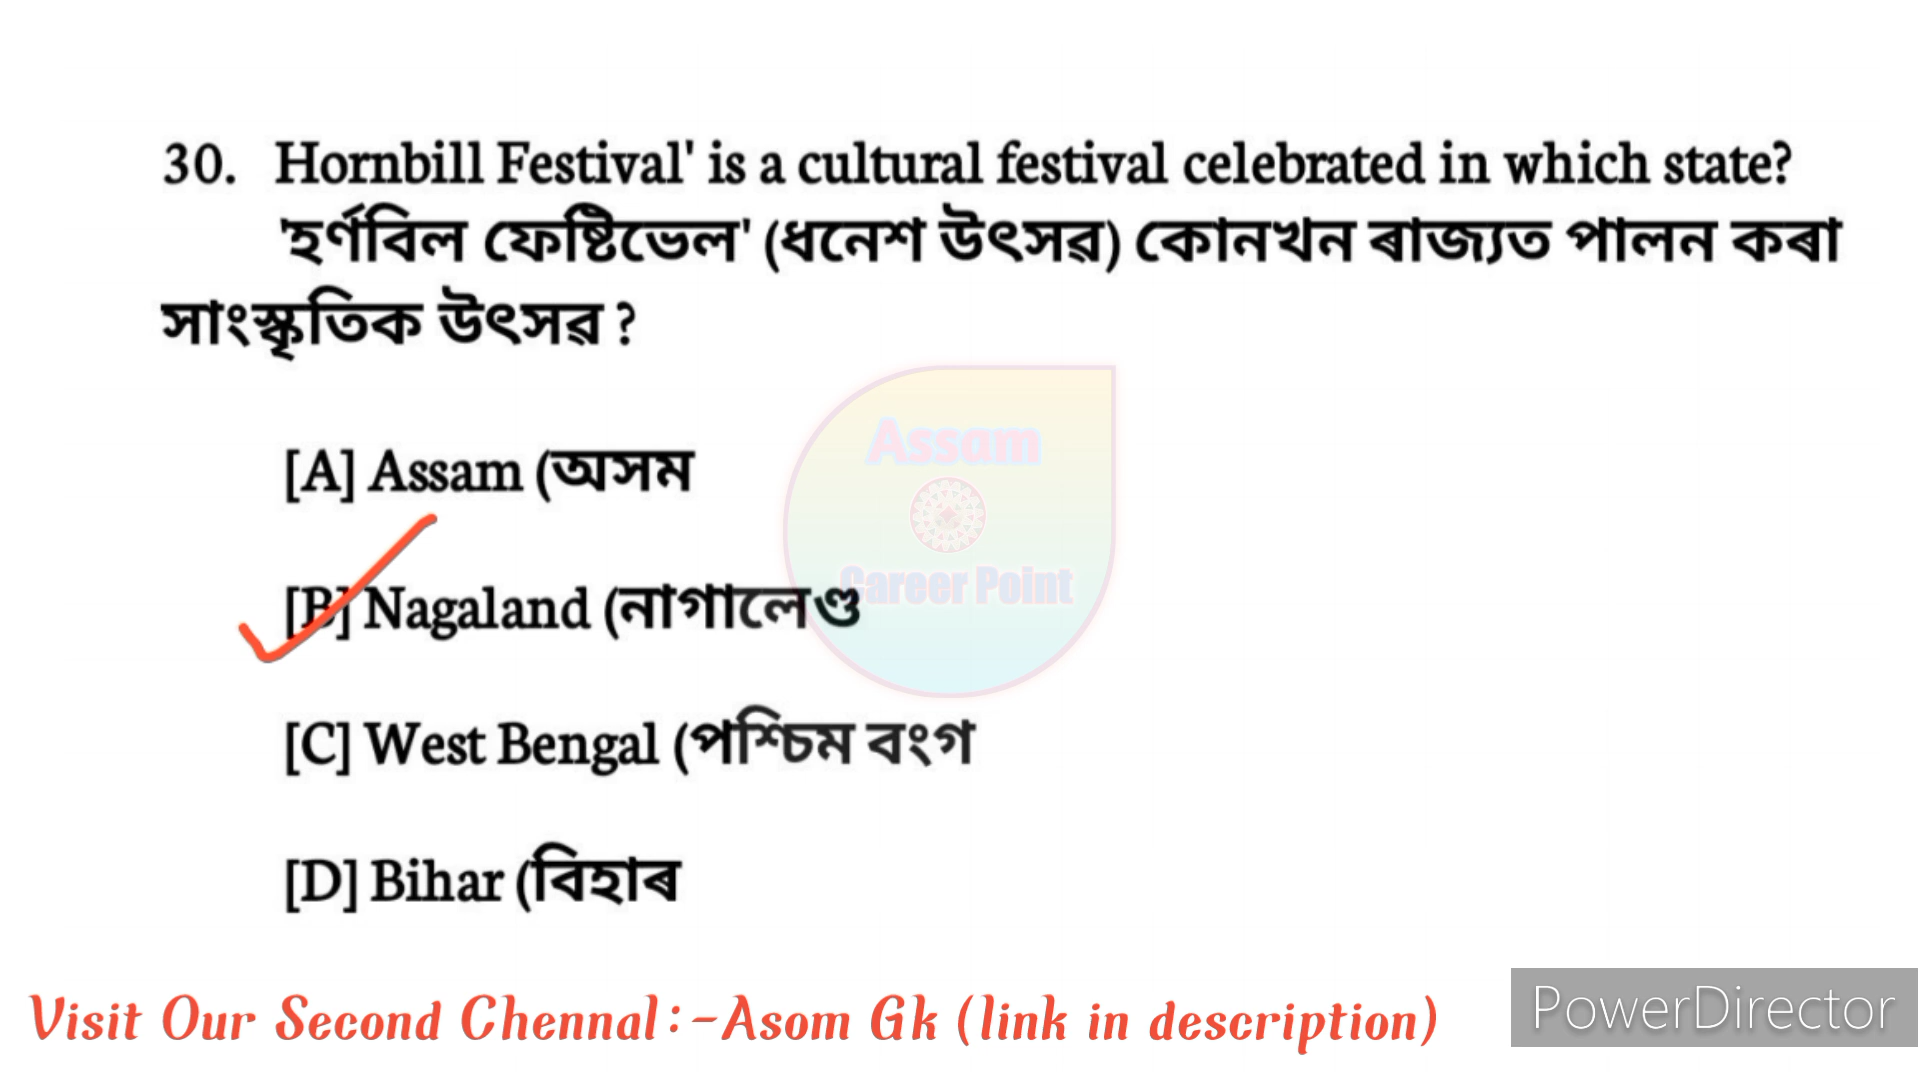 30. Hornbill Festival' is a cultural festival celebrated in which state?
'হৰ্ণবিল ফেষ্টিভেল' (ধনেশ উৎসৱ) কোনখন ৰাজ্যত পালন কৰা
সাংস্কৃতিক উৎসৱ ?
[A] Assam (অসম
[B] Nagaland (নাগালেণ্ড
[C] West Bengal (পশ্চিম বংগ
[D] Bihar (বিহাৰ
Assam
Career Point
Visit Our Second Chennal:-Asom Gk (link in description)
PowerDirector